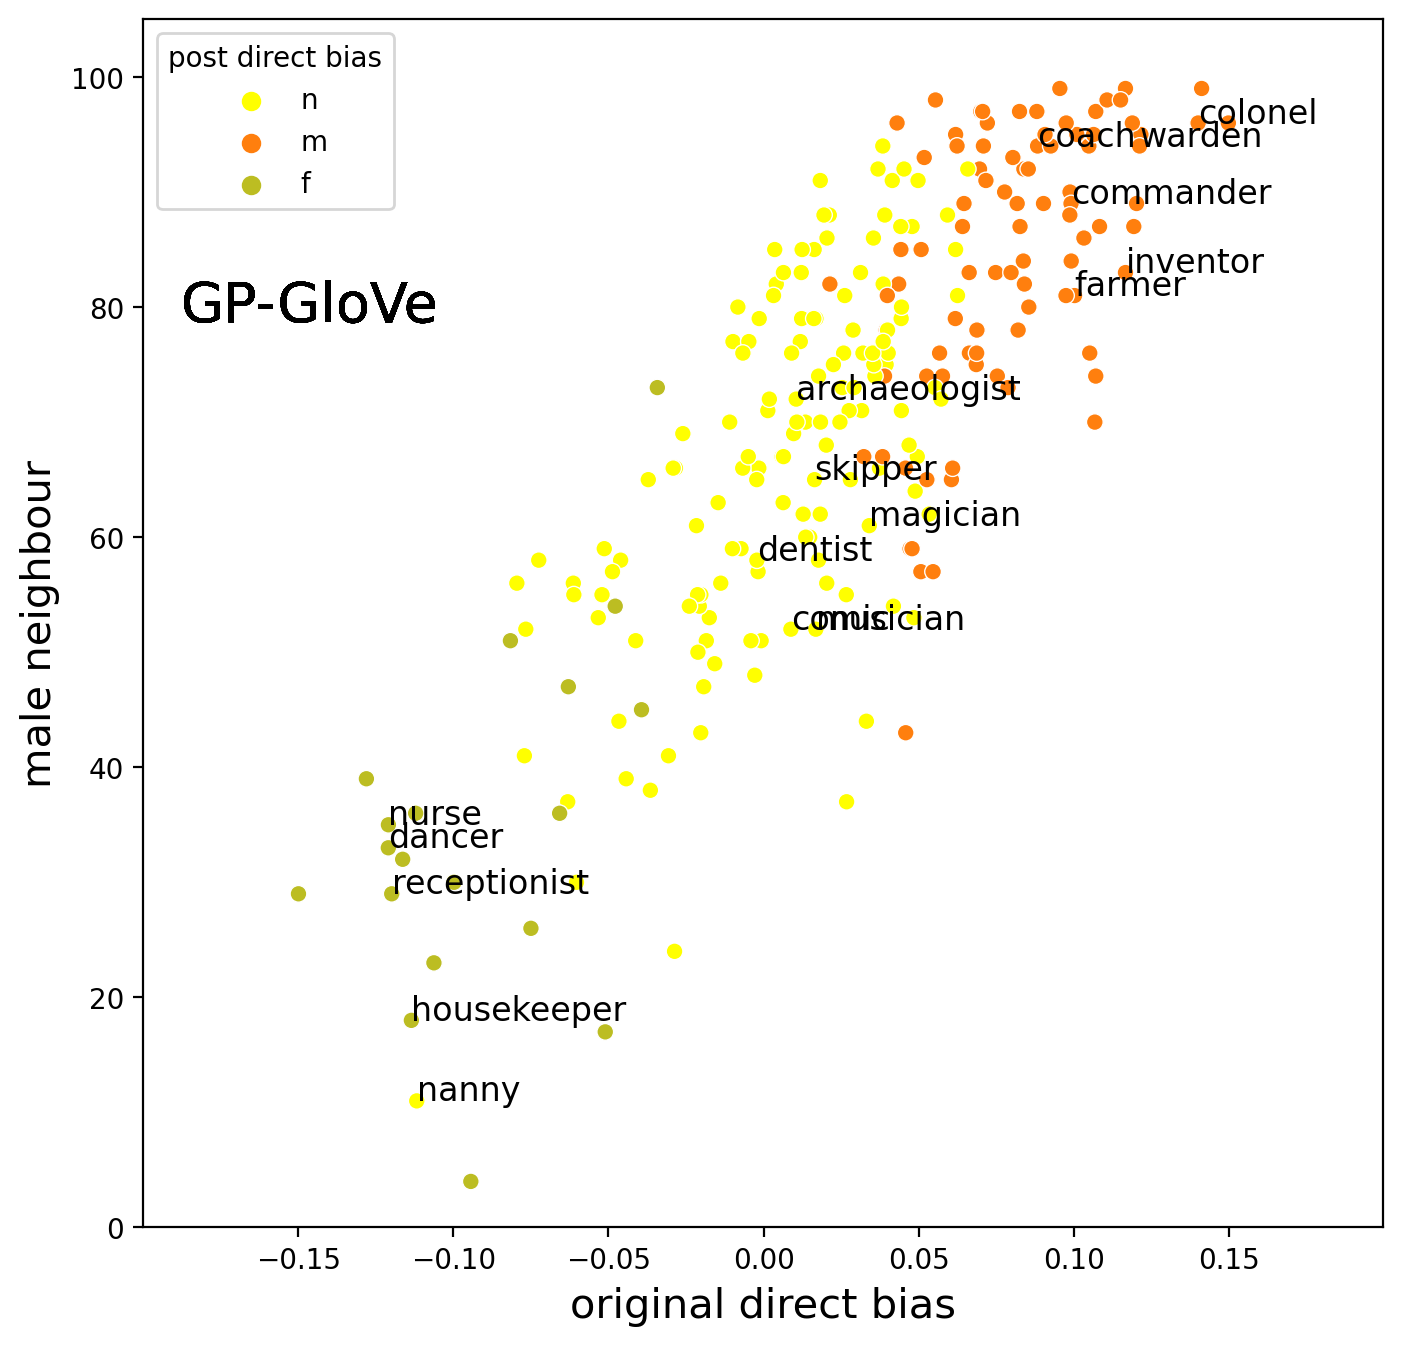 post direct bias
n
m
f
GP-GloVe
colonel
coach
warden
commander
inventor
farmer
archaeologist
skipper
magician
dentist
comic
musician
nurse
dancer
receptionist
housekeeper
nanny
100
80
60
40
20
0
−0.15
−0.10
−0.05
0.00
0.05
0.10
0.15
original direct bias
male neighbour